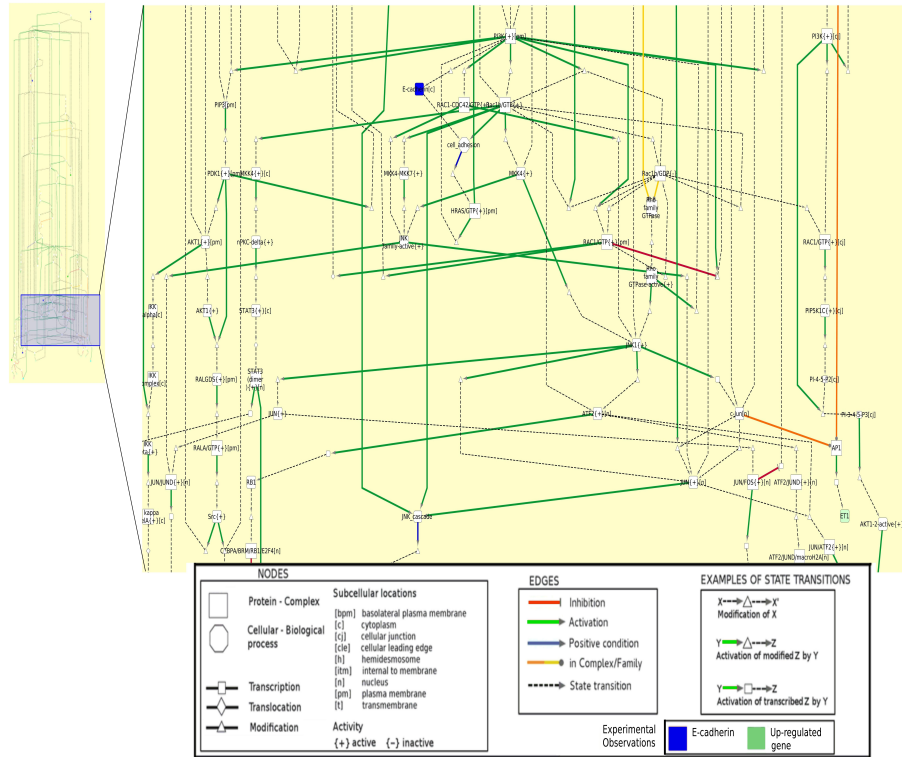 PI3K{+}[pm]
PI3K{+}[cj]
E-cadherin[c]
PIP3[pm]
RAC1-CDC42/GTP{+}
Rac1b/GTP{+}
cell_adhesion
PDK1{+}[pm]
MKK4{+}[c]
MKK4-MKK7{+}
MKK4{+}
Rac1b/GDP{+}
Rho
family
GTPase
HRAS/GTP{+}[pm]
AKT1{+}[pm]
nPKC-delta{+}[c]
JNK
family-active{+}
RAC1/GTP{+}[pm]
RAC1/GTP{+}[cj]
Rho
family
GTPase-active{+}
AKT1{+}
STAT3{+}[c]
PIP5K1C{+}[cj]
JNK1{+}
IKK
RALGDS{+}[pm]
STAT3
(dimer
){+}[n]
PI-4-5-P2[cj]
JUN{+}
ATF2{+}[n]
c-Jun[n]
PI-3-4-5-P3[cj]
RALA/GTP{+}[pm]
AP1
JUN/JUND{+}[n]
RB1
JUN{+}[n]
JUN/FOS{+}[n]
ATF2/JUND{+}[n]
kappa
Src{+}
JNK_cascade
ET1
AKT1-2-active{+}
JUN/ATF2{+}[n]
ATF2/JUND/macroH2A[n]
NODES
Protein - Complex
Cellular - Biological
process
Transcription
Translocation
Modification
Subcellular locations
[bpm] basolateral plasma membrane
[c] cytoplasm
[cj] cellular junction
[cle] cellular leading edge
[h] hemidesmosome
[itm] internal to membrane
[n] nucleus
[pm] plasma membrane
[t] transmembrane
Activity
{+} active {−} inactive
EDGES
Inhibition
Activation
Positive condition
in Complex/Family
State transition
EXAMPLES OF STATE TRANSITIONS
X X'
Modification of X
Y Z
Activation of modified Z by Y
Y Z
Activation of transcribed Z by Y
Experimental
Observations
E-cadherin
Up-regulated
gene